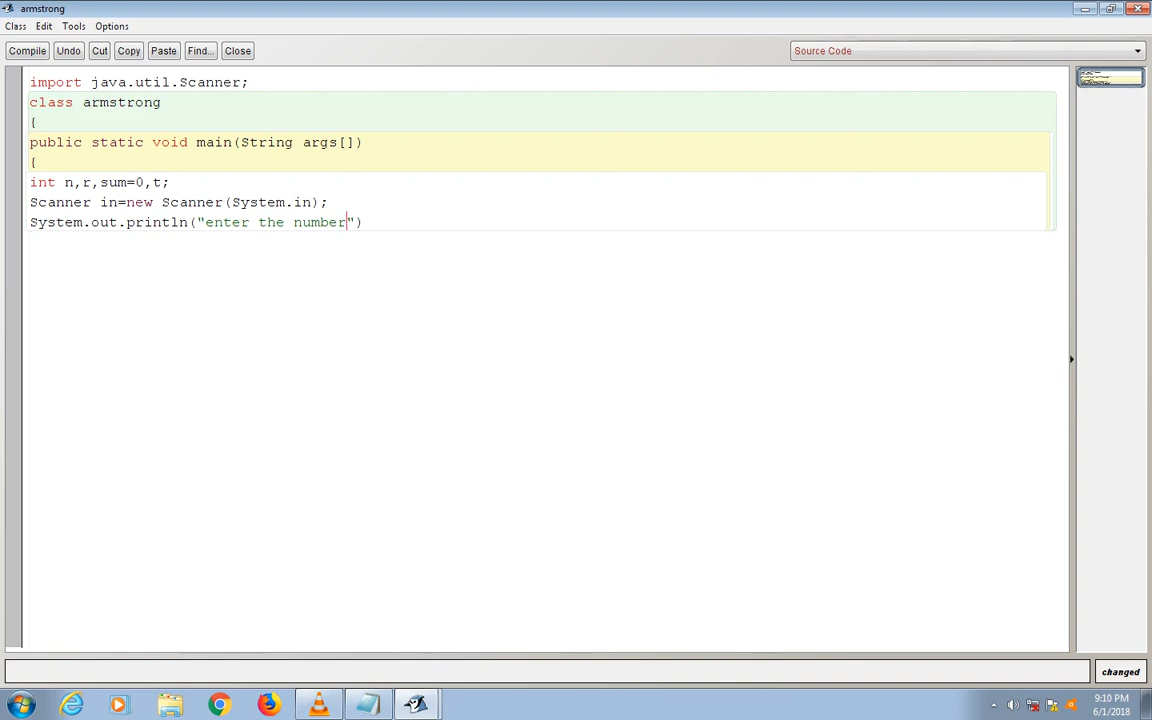 armstrong
Class Edit Tools Options
Compile Undo Cut Copy Paste Find... Close Source Code
import java.util.Scanner;
class armstrong
{
public static void main(String args[])
{
int n,r,sum=0,t;
Scanner in=new Scanner(System.in);
System.out.println("enter the number")
changed
9:10 PM
6/1/2018